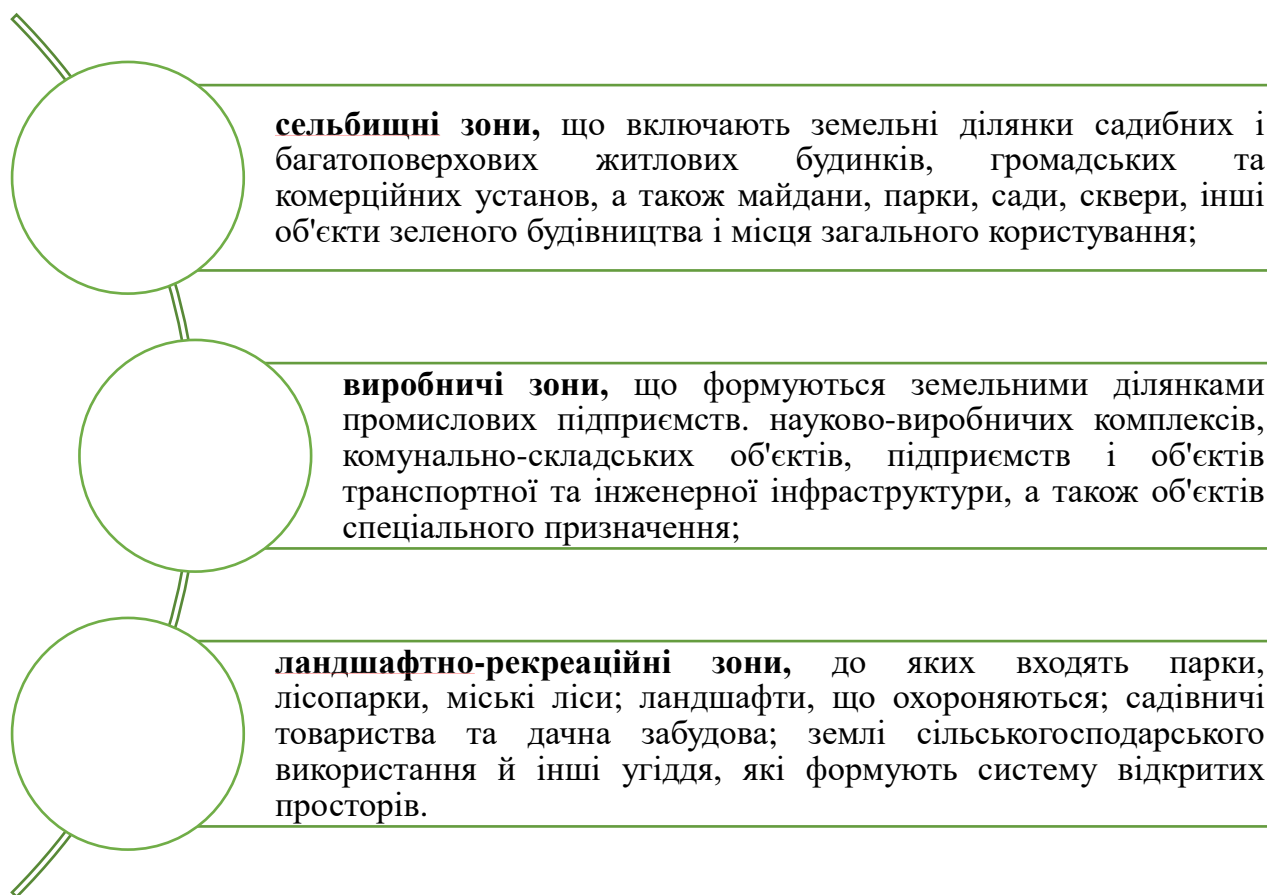 сельбищні зони, що включають земельні ділянки садибних і
багатоповерхових житлових будинків, громадських та
комерційних установ, а також майдани, парки, сади, сквери, інші
об'єкти зеленого будівництва і місця загального користування;
виробничі зони, що формуються земельними ділянками
промислових підприємств. науково-виробничих комплексів,
комунально-складських об'єктів, підприємств і об'єктів
транспортної та інженерної інфраструктури, а також об'єктів
спеціального призначення;
ландшафтно-рекреаційні зони, до яких входять парки,
лісопарки, міські ліси; ландшафти, що охороняються; садівничі
товариства та дачна забудова; землі сільськогосподарського
використання й інші угіддя, які формують систему відкритих
просторів.